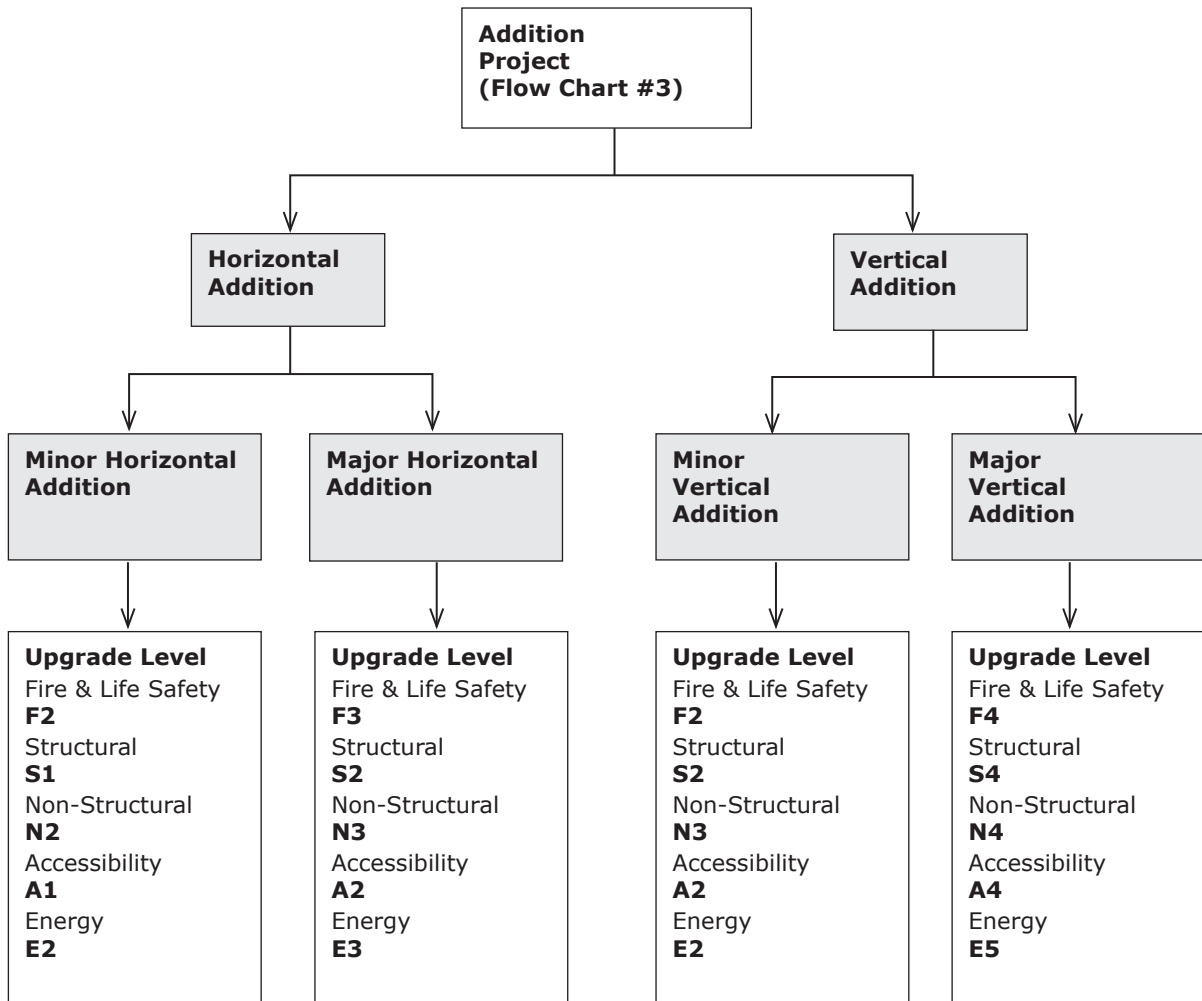 Addition
Project
(Flow Chart #3)
Horizontal
Addition
Vertical
Addition
Minor Horizontal
Addition
Major Horizontal
Addition
Minor
Vertical
Addition
Major
Vertical
Addition
Upgrade Level
Fire & Life Safety
F2
Structural
S1
Non-Structural
N2
Accessibility
A1
Energy
E2
Upgrade Level
Fire & Life Safety
F3
Structural
S2
Non-Structural
N3
Accessibility
A2
Energy
E3
Upgrade Level
Fire & Life Safety
F2
Structural
S2
Non-Structural
N3
Accessibility
A2
Energy
E2
Upgrade Level
Fire & Life Safety
F4
Structural
S4
Non-Structural
N4
Accessibility
A4
Energy
E5